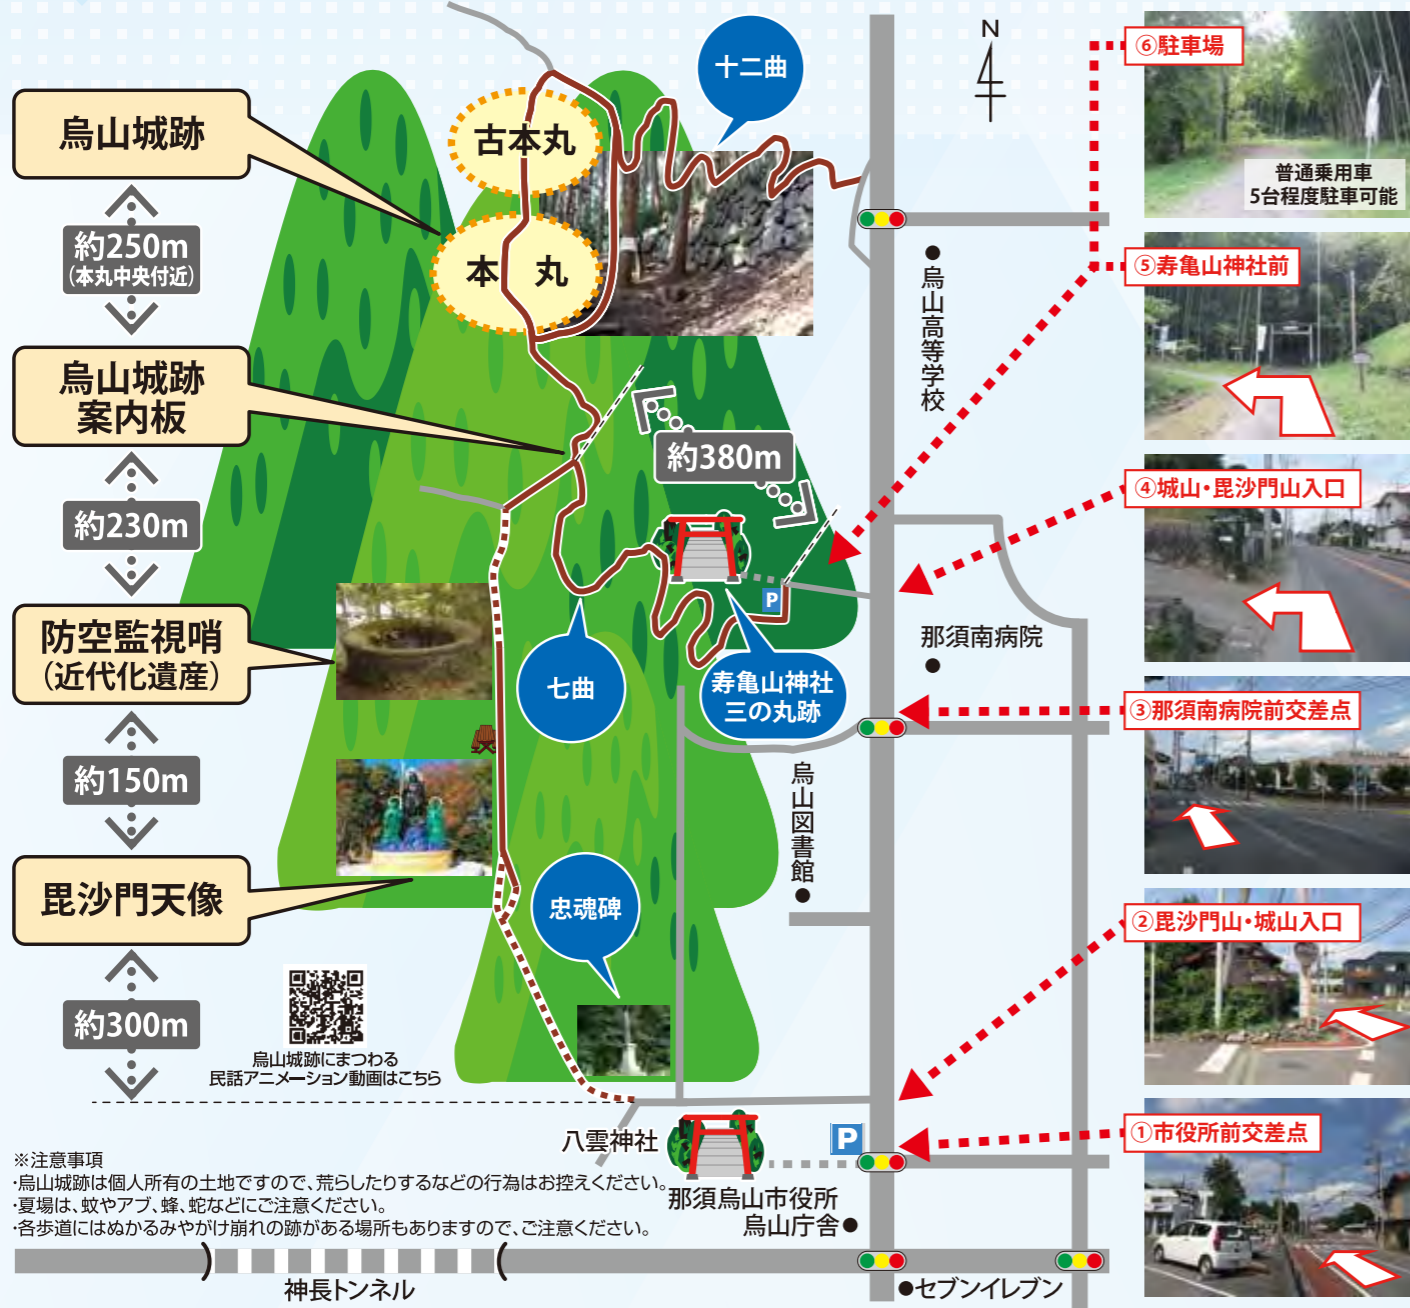 烏山城跡
約250m
(本丸中央付近)
烏山城跡
案内板
約230m
防空監視哨
(近代化遺産)
約150m
毘沙門天像
約300m
烏山城跡にまつわる
民話アニメーション動画はこちら
十二曲
古本丸
本 丸
約380m
七曲
寿亀山神社
三の丸跡
忠魂碑
P
N
烏山高等学校
那須南病院
烏山図書館
八雲神社
P
那須烏山市役所
烏山庁舎
神長トンネル
セブンイレブン
⑥駐車場
普通乗用車
5台程度駐車可能
⑤寿亀山神社前
④城山・毘沙門山入口
③那須南病院前交差点
②毘沙門山・城山入口
①市役所前交差点
※注意事項
・烏山城跡は個人所有の土地ですので、荒らしたりするなどの行為はお控えください。
・夏場は、蚊やアブ、蜂、蛇などにご注意ください。
・各歩道にはぬかるみやがけ崩れの跡がある場所もありますので、ご注意ください。